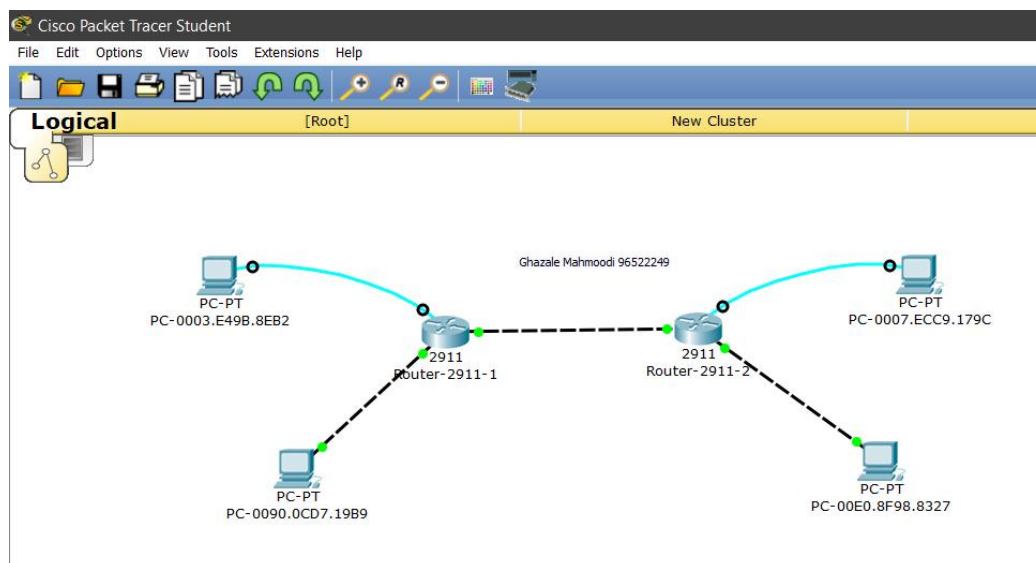 Cisco Packet Tracer Student
File Edit Options View Tools Extensions Help
Logical [Root] New Cluster
Ghazale Mahmoodi 96522249
PC-PT
PC-0003.E49B.8EB2
PC-PT
PC-0007.ECC9.179C
2911
Router-2911-1
2911
Router-2911-2
PC-PT
PC-0090.0CD7.19B9
PC-PT
PC-00E0.8F98.8327